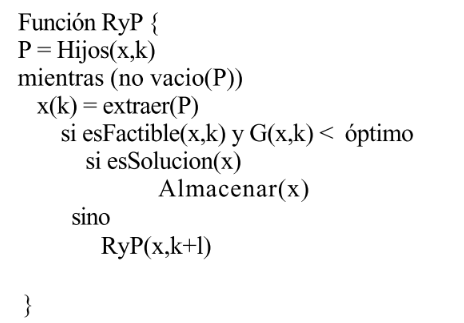 Función RyP {
P = Hijos(x,k)
mientras (no vacio(P))
x(k) = extraer(P)
si esFactible(x,k) y G(x,k) < óptimo
si esSolucion(x)
Almacenar(x)
sino
RyP(x,k+l)
}